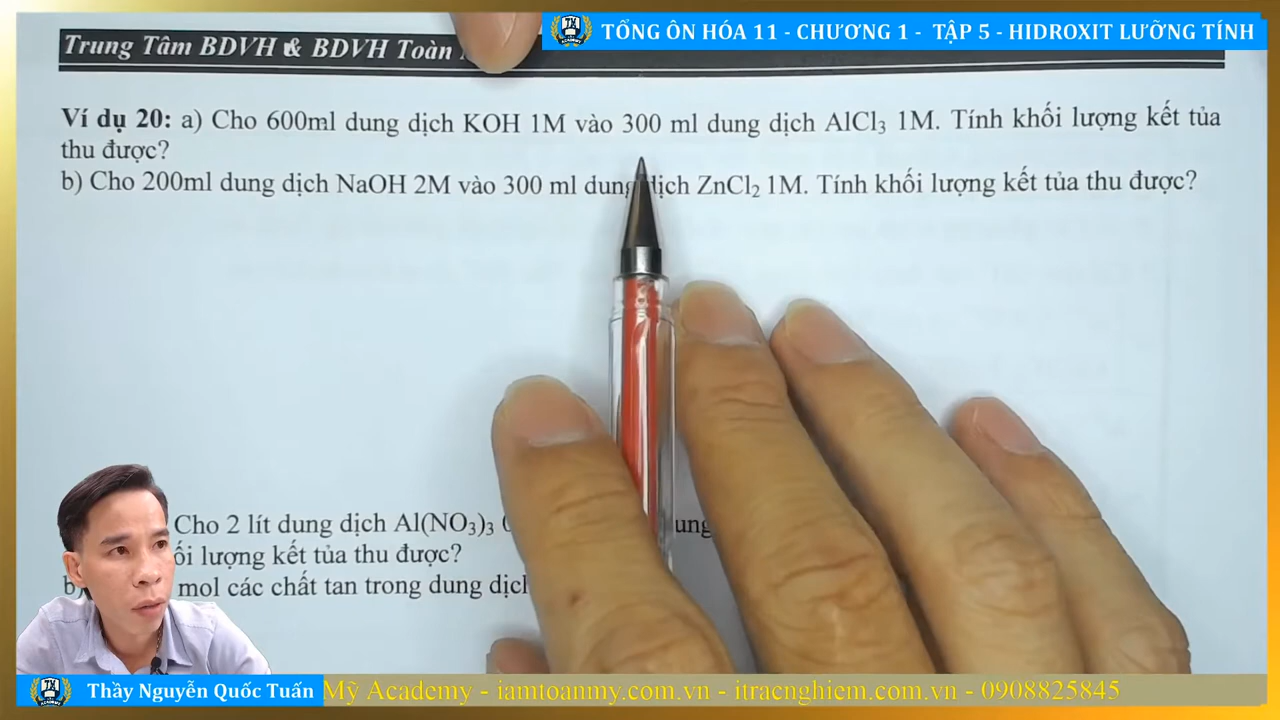 TỔNG ÔN HÓA 11 - CHƯƠNG 1 - TẬP 5 - HIDROXIT LƯỠNG TÍNH
Trung Tâm BDVH & BDVH Toàn
Ví dụ 20: a) Cho 600ml dung dịch KOH 1M vào 300 ml dung dịch AlCl₃ 1M. Tính khối lượng kết tủa
thu được?
b) Cho 200ml dung dịch NaOH 2M vào 300 ml dung dịch ZnCl₂ 1M. Tính khối lượng kết tủa thu được?
Cho 2 lít dung dịch Al(NO₃)₃
lượng kết tủa thu được?
mol các chất tan trong dung dịch
Thầy Nguyễn Quốc Tuấn
Mỹ Academy - iamtoanmy.com.vn - itracnghiem.com.vn - 0908825845